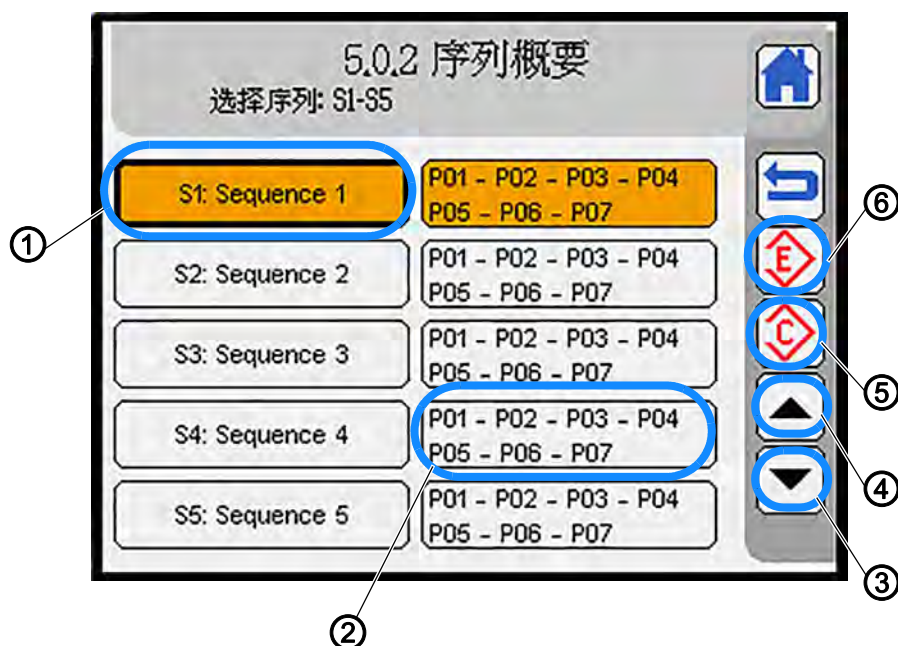 5.0.2 序列概要
选择序列: S1-S5
S1: Sequence 1
P01 - P02 - P03 - P04
P05 - P06 - P07
S2: Sequence 2
P01 - P02 - P03 - P04
P05 - P06 - P07
S3: Sequence 3
P01 - P02 - P03 - P04
P05 - P06 - P07
S4: Sequence 4
P01 - P02 - P03 - P04
P05 - P06 - P07
S5: Sequence 5
P01 - P02 - P03 - P04
P05 - P06 - P07
E
C
①
②
③
④
⑤
⑥